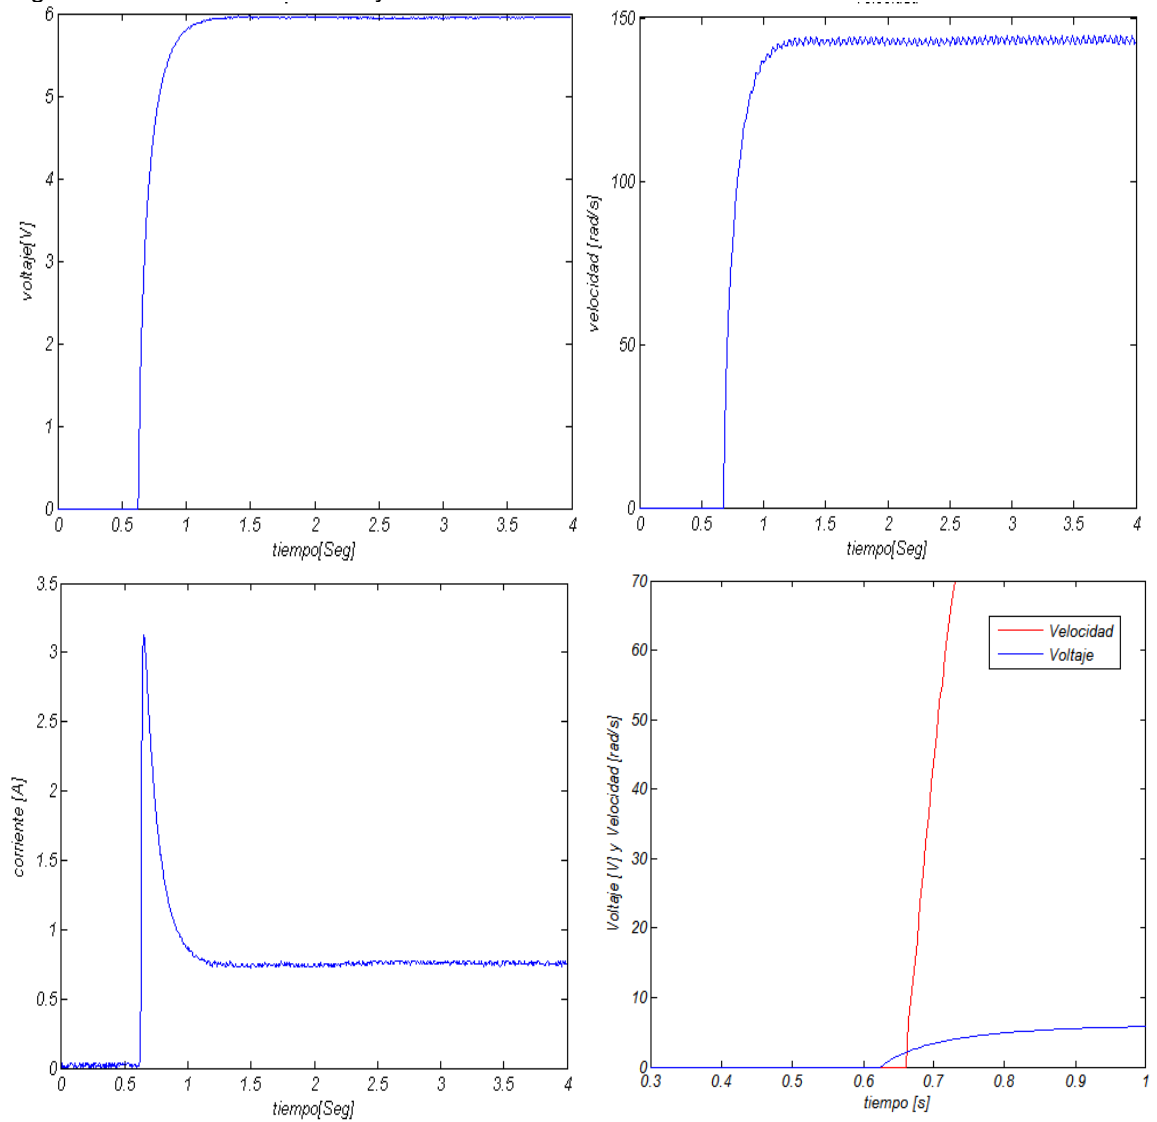 6
5
4
3
2
1
0
voltaje[V]
0 0.5 1 1.5 2 2.5 3 3.5 4
tiempo[Seg]
150
100
50
0
velocidad [rad/s]
0 0.5 1 1.5 2 2.5 3 3.5 4
tiempo[Seg]
3.5
3
2.5
2
1.5
1
0.5
0
corriente [A]
0 0.5 1 1.5 2 2.5 3 3.5 4
tiempo[Seg]
70
60
50
40
30
20
10
0
Voltaje [V] y Velocidad [rad/s]
Velocidad
Voltaje
0.3 0.4 0.5 0.6 0.7 0.8 0.9 1
tiempo [s]